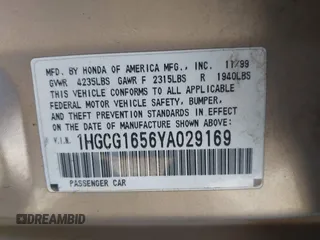 MFD. BY HONDA OF AMERICA MFG., INC. 11/99
GVWR 4235LBS GAWR F 2315LBS R 1940LBS
THIS VEHICLE CONFORMS TO ALL APPLICABLE
FEDERAL MOTOR VEHICLE SAFETY, BUMPER,
AND THEFT PREVENTION STANDARDS IN EFFECT
ON THE DATE OF MANUFACTURE SHOWN ABOVE.
V.I.N. 1HGCG1656YA029169
PASSENGER CAR
DREAMBID